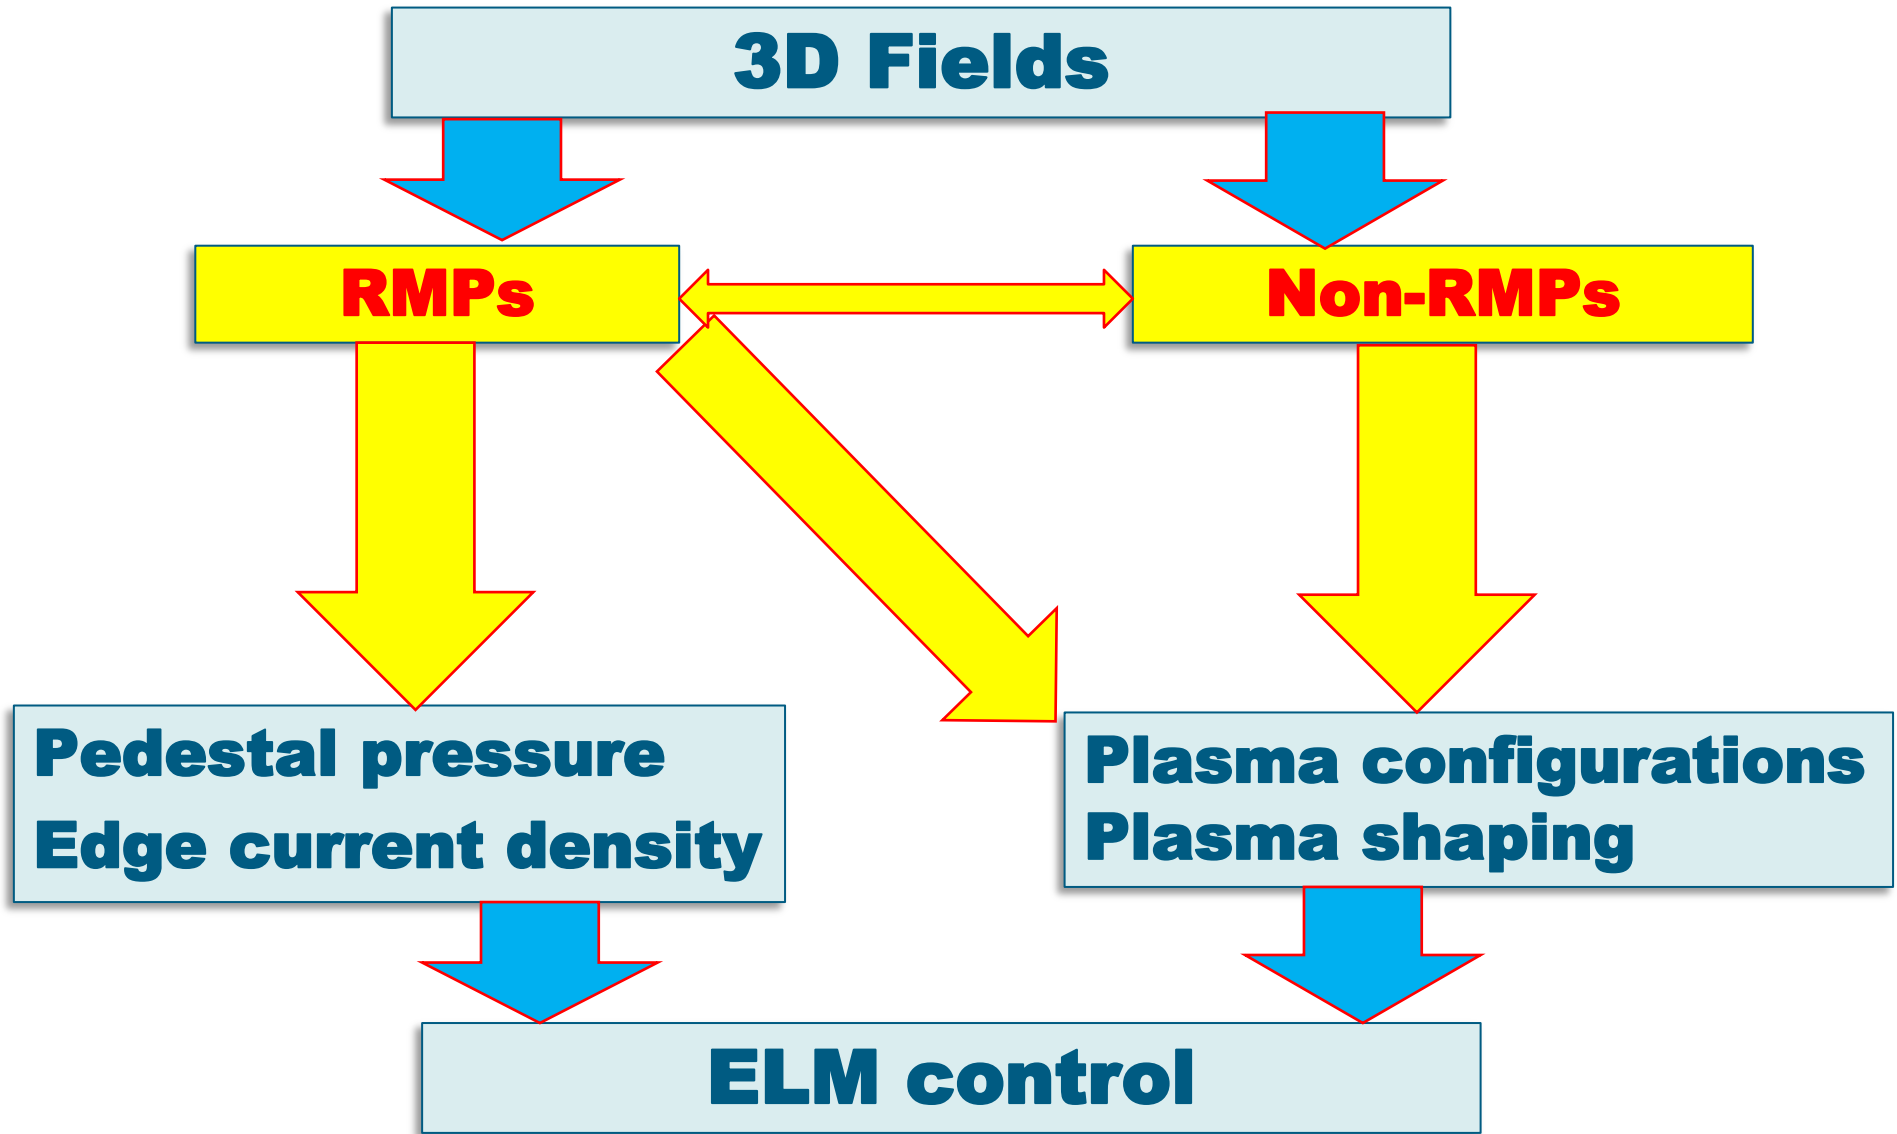 3D Fields
RMPs
Non-RMPs
Pedestal pressure
Edge current density
Plasma configurations
Plasma shaping
ELM control